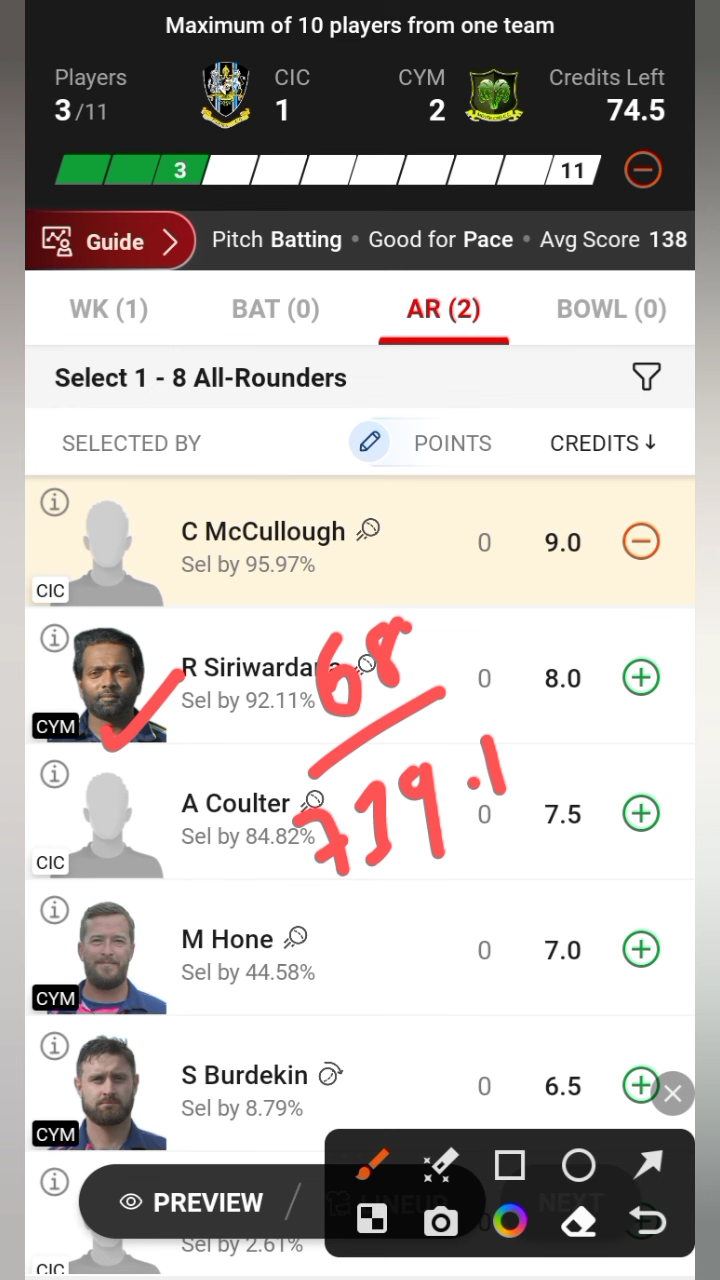 Maximum of 10 players from one team
Players CIC CYM Credits Left
3/11 1 2 74.5
3 11
Guide Pitch Batting • Good for Pace • Avg Score 138
WK (1) BAT (0) AR (2) BOWL (0)
Select 1 - 8 All-Rounders
SELECTED BY POINTS CREDITS ↓
C McCullough 0 9.0
Sel by 95.97%
CIC
R Siriwardana 0 8.0
Sel by 92.11%
CYM
68
A Coulter 0 7.5
Sel by 84.82%
CIC
739.1
M Hone 0 7.0
Sel by 44.58%
CYM
S Burdekin 0 6.5
Sel by 8.79%
CYM
PREVIEW / LINEUP NEXT
Sel by 2.61%
CIC